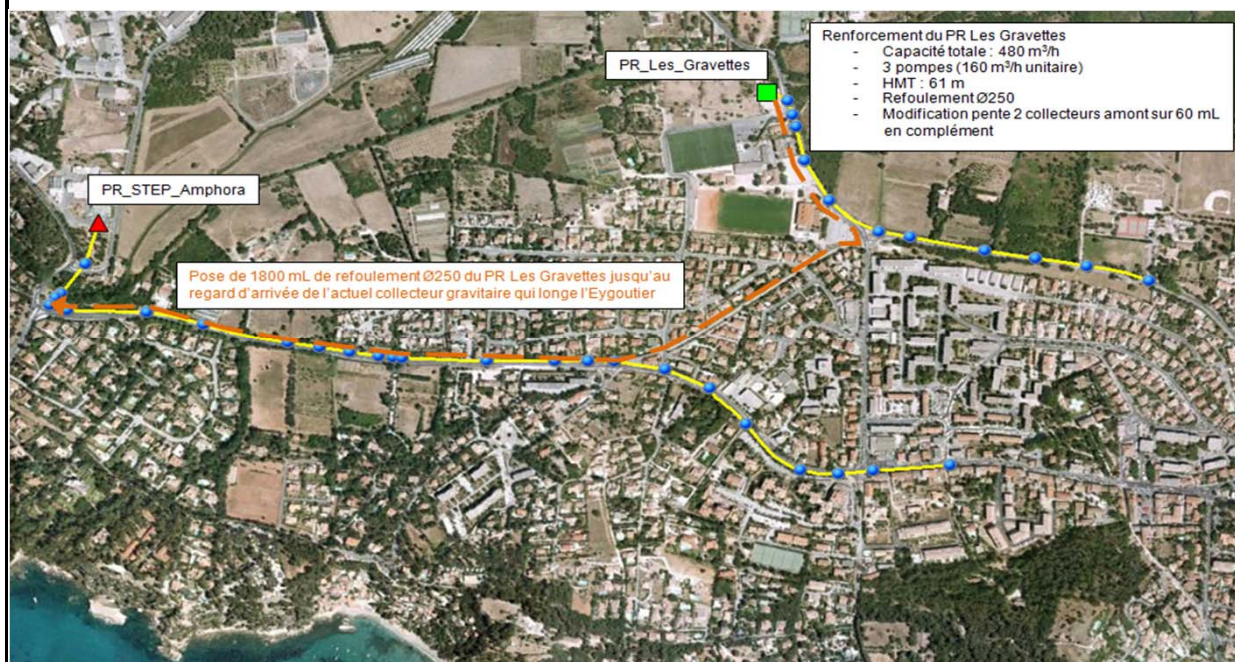 Renforcement du PR Les Gravettes
- Capacité totale : 480 m³/h
- 3 pompes (160 m³/h unitaire)
- HMT : 61 m
- Refoulement Ø250
- Modification pente 2 collecteurs amont sur 60 mL
en complément
PR_Les_Gravettes
PR_STEP_Amphora
Pose de 1800 mL de refoulement Ø250 du PR Les Gravettes jusqu'au
regard d'arrivée de l'actuel collecteur gravitaire qui longe l'Eygoutier